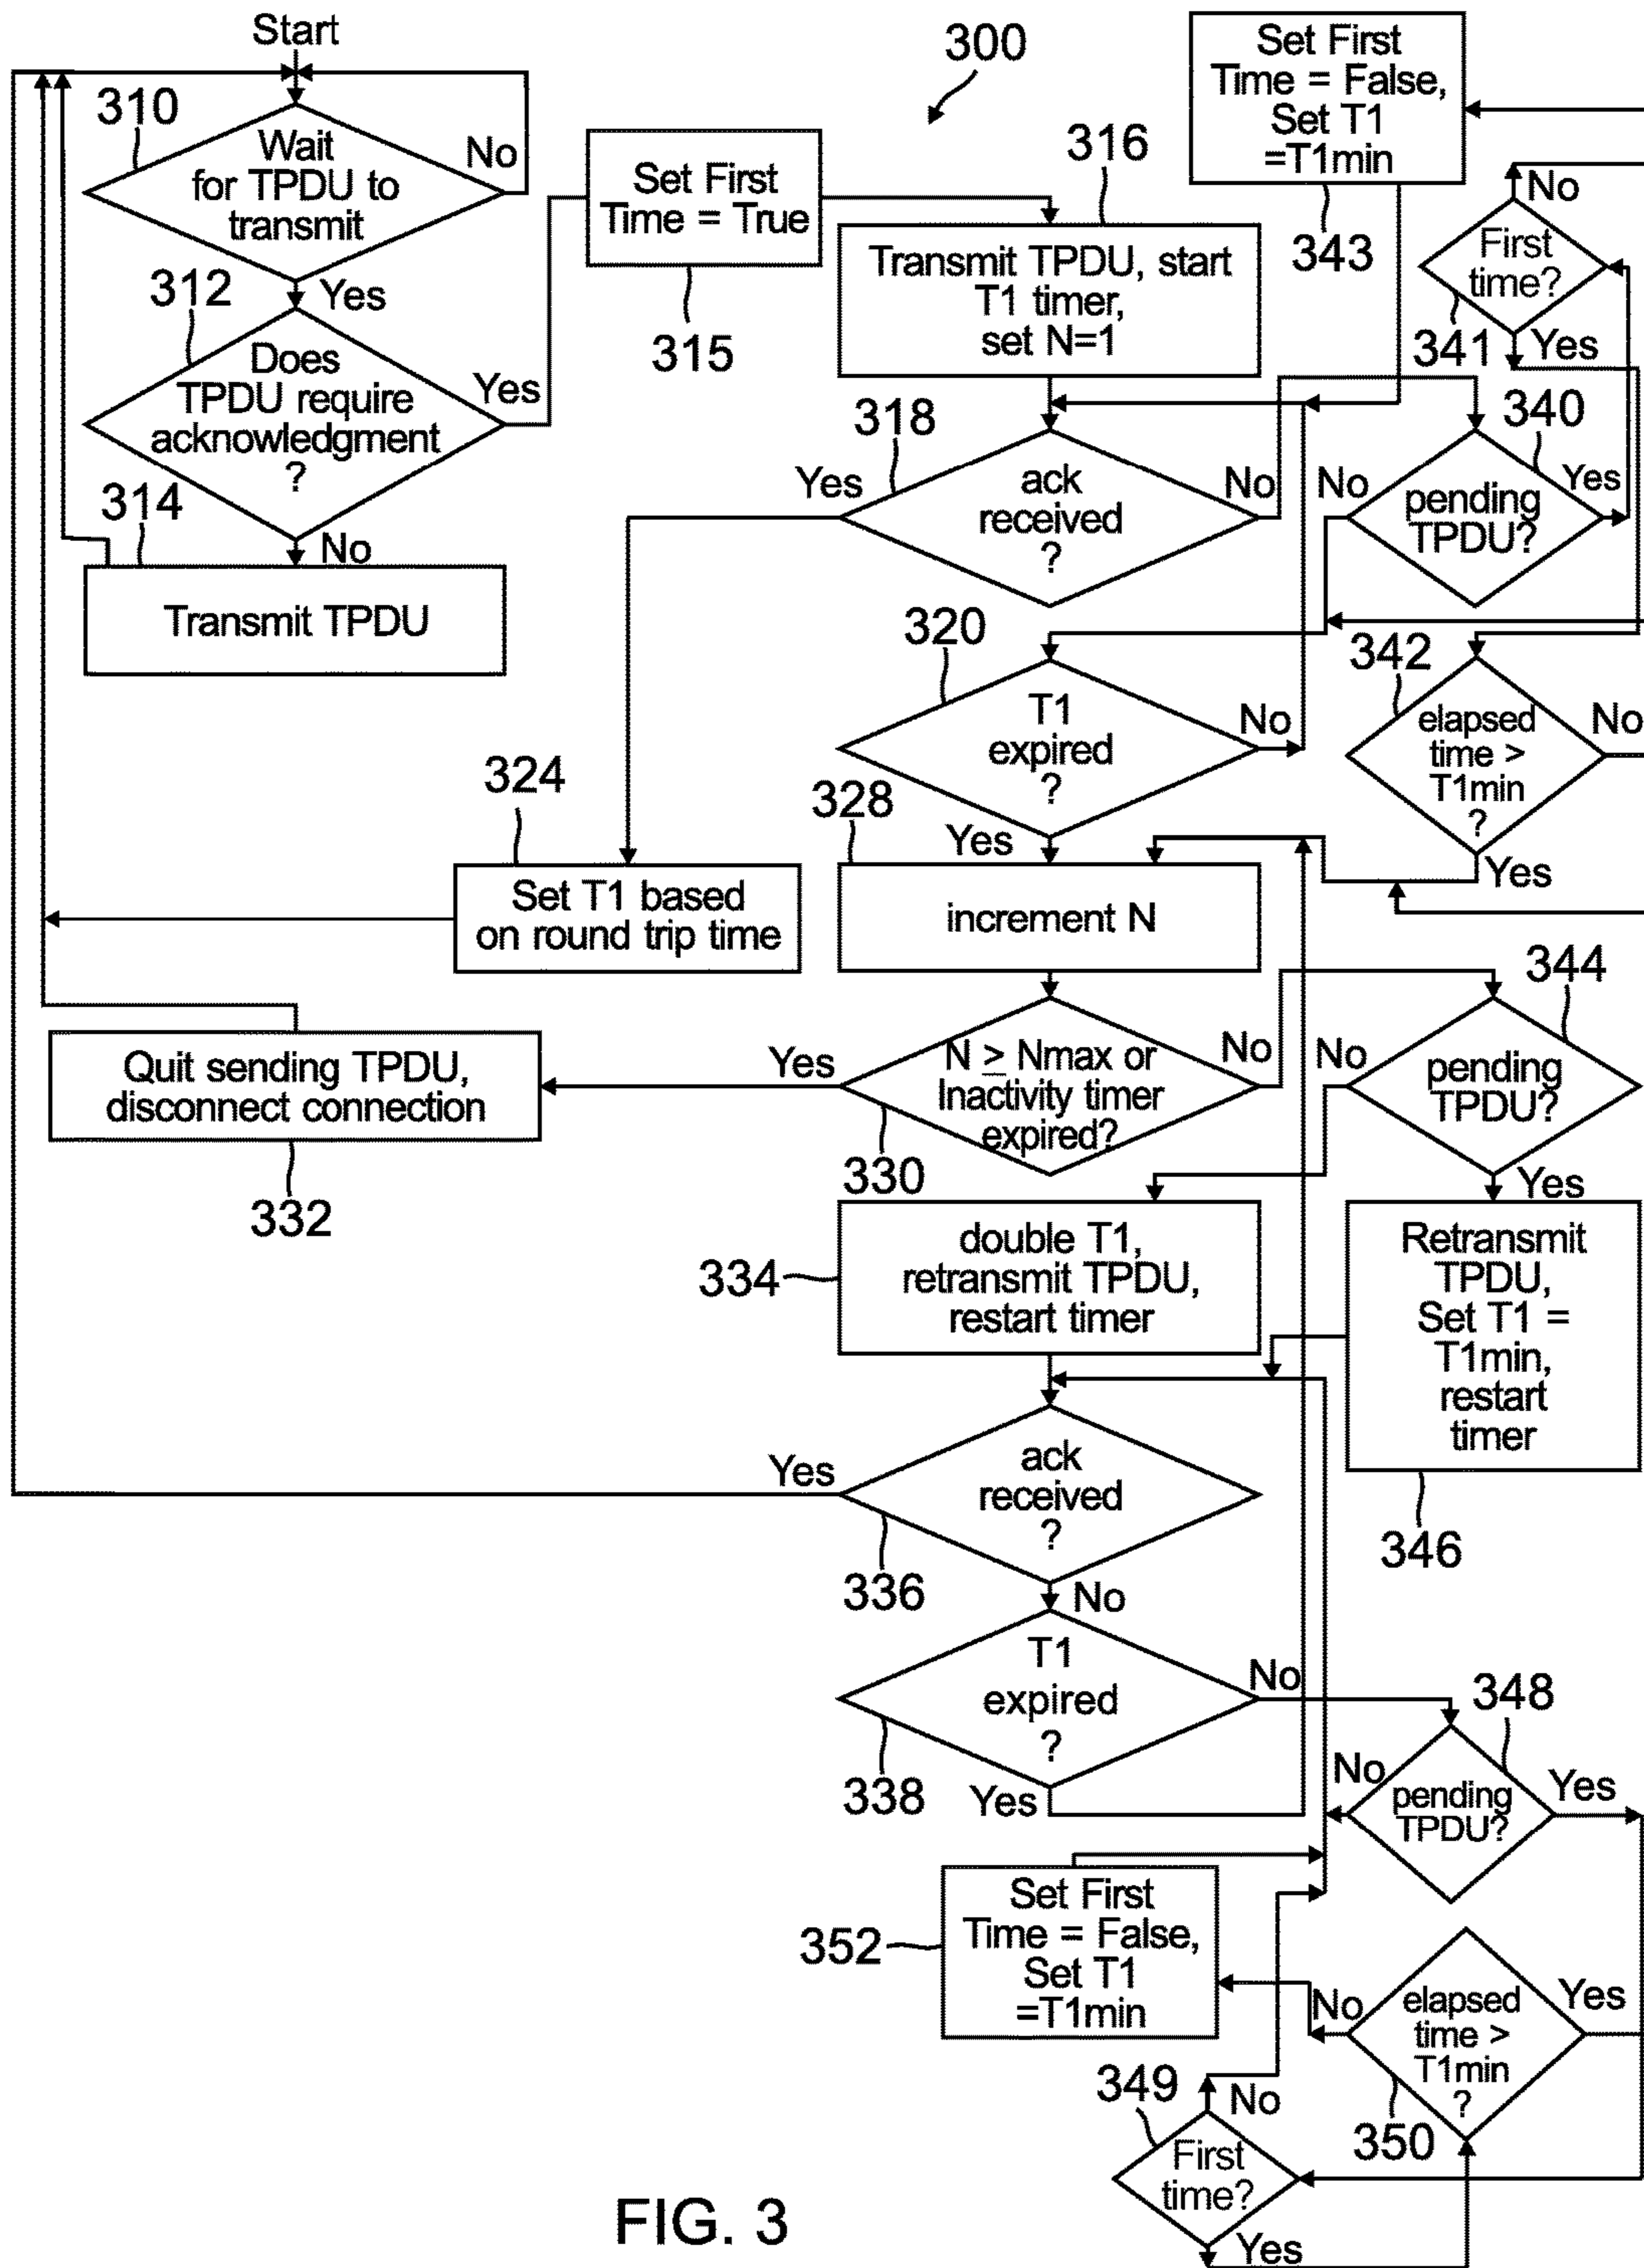 Start
300
310
Wait
for TPDU to
transmit
No
Yes
312
Does
TPDU require
acknowledgment
?
Yes
No
314
Transmit TPDU
Set First
Time = True
315
316
Transmit TPDU, start
T1 timer,
set N=1
Set First
Time = False,
Set T1
=T1min
343
No
First
time?
341
Yes
318
Yes
ack
received
?
No
340
No
pending
TPDU?
Yes
320
T1
expired
?
No
Yes
342
elapsed
time >
T1min
?
No
Yes
324
Set T1 based
on round trip time
328
increment N
Yes
N ≥ Nmax or
Inactivity timer
expired?
No
330
Quit sending TPDU,
disconnect connection
332
344
No
pending
TPDU?
Yes
334
double T1,
retransmit TPDU,
restart timer
Retransmit
TPDU,
Set T1 =
T1min,
restart
timer
346
Yes
ack
received
?
336
No
T1
expired
?
No
338
Yes
348
No
pending
TPDU?
Yes
352
Set First
Time = False,
Set T1
=T1min
No
elapsed
time >
T1min
?
Yes
350
349
No
First
time?
Yes
FIG. 3